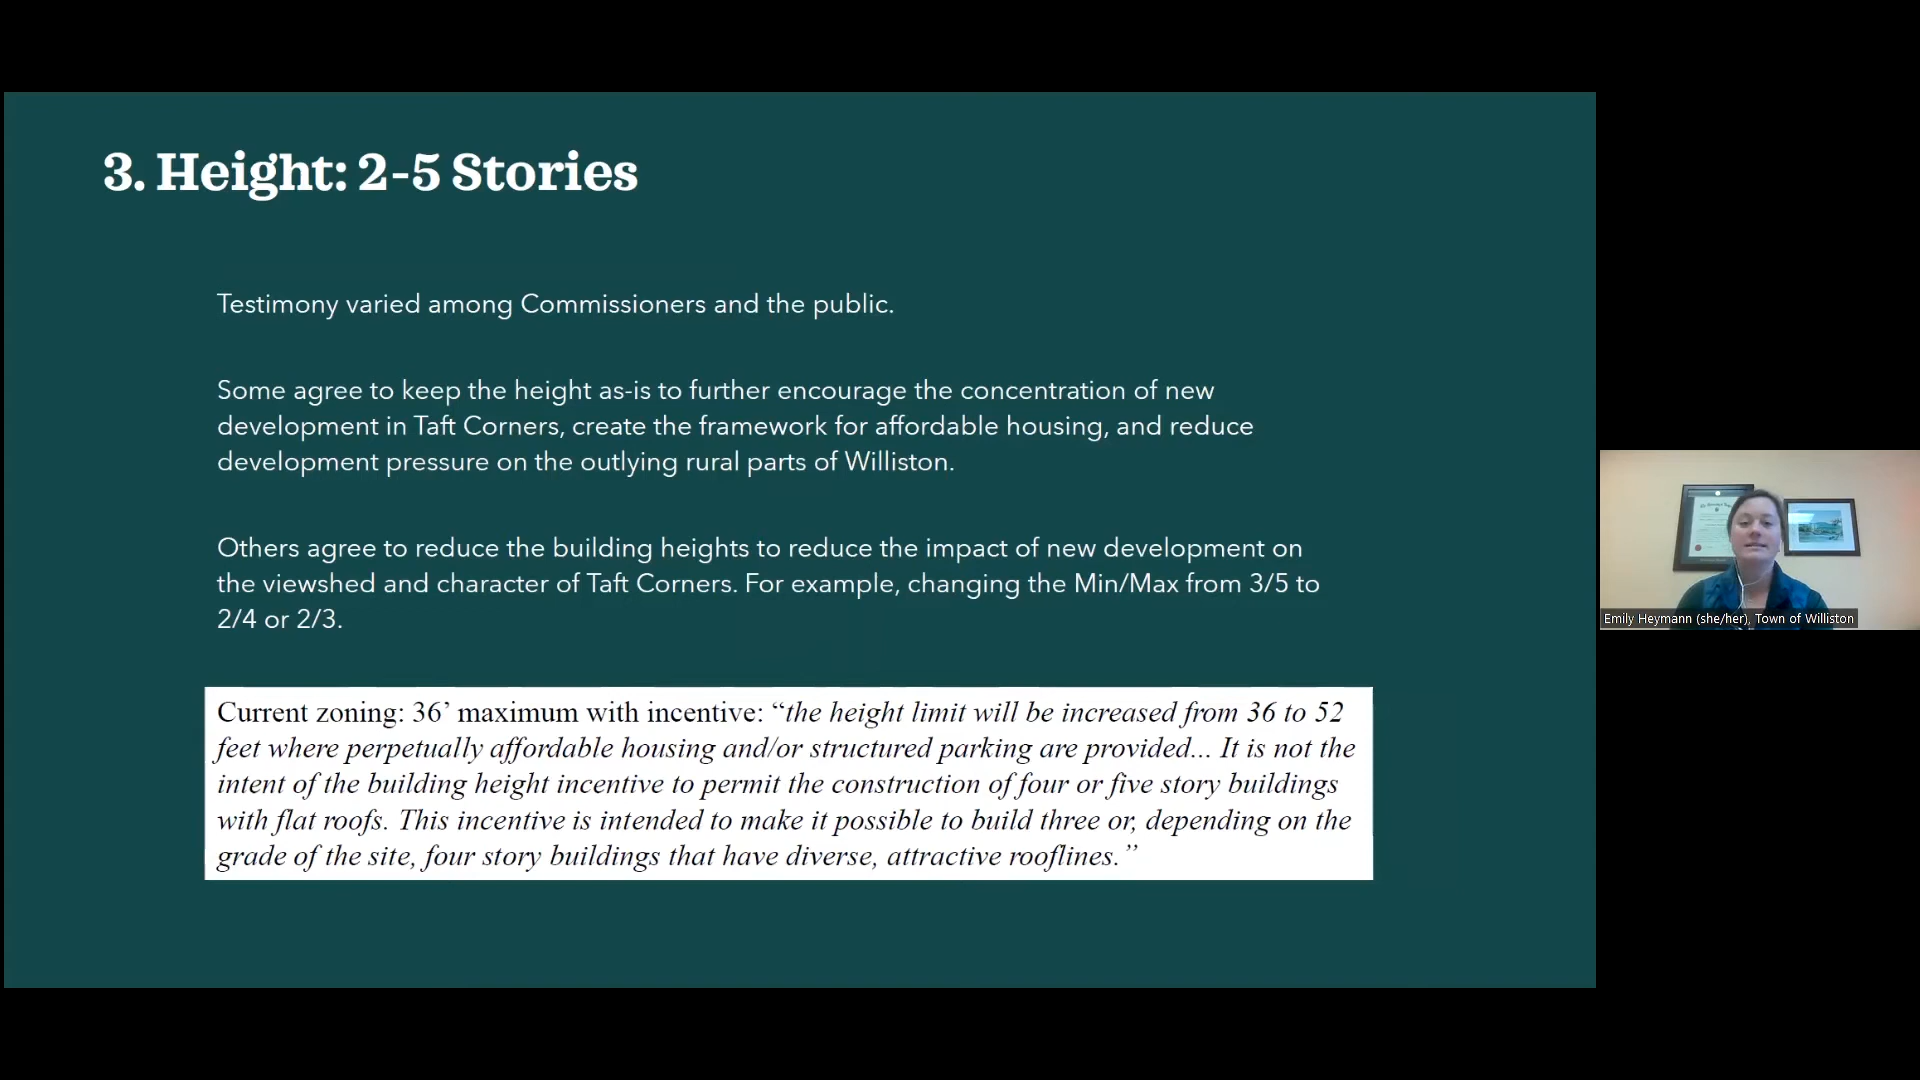 3. Height: 2-5 Stories
Testimony varied among Commissioners and the public.
Some agree to keep the height as-is to further encourage the concentration of new
development in Taft Corners, create the framework for affordable housing, and reduce
development pressure on the outlying rural parts of Williston.
Others agree to reduce the building heights to reduce the impact of new development on
the viewshed and character of Taft Corners. For example, changing the Min/Max from 3/5 to
2/4 or 2/3.
Current zoning: 36’ maximum with incentive: “the height limit will be increased from 36 to 52
feet where perpetually affordable housing and/or structured parking are provided... It is not the
intent of the building height incentive to permit the construction of four or five story buildings
with flat roofs. This incentive is intended to make it possible to build three or, depending on the
grade of the site, four story buildings that have diverse, attractive rooflines.”
Emily Heymann (she/her), Town of Williston